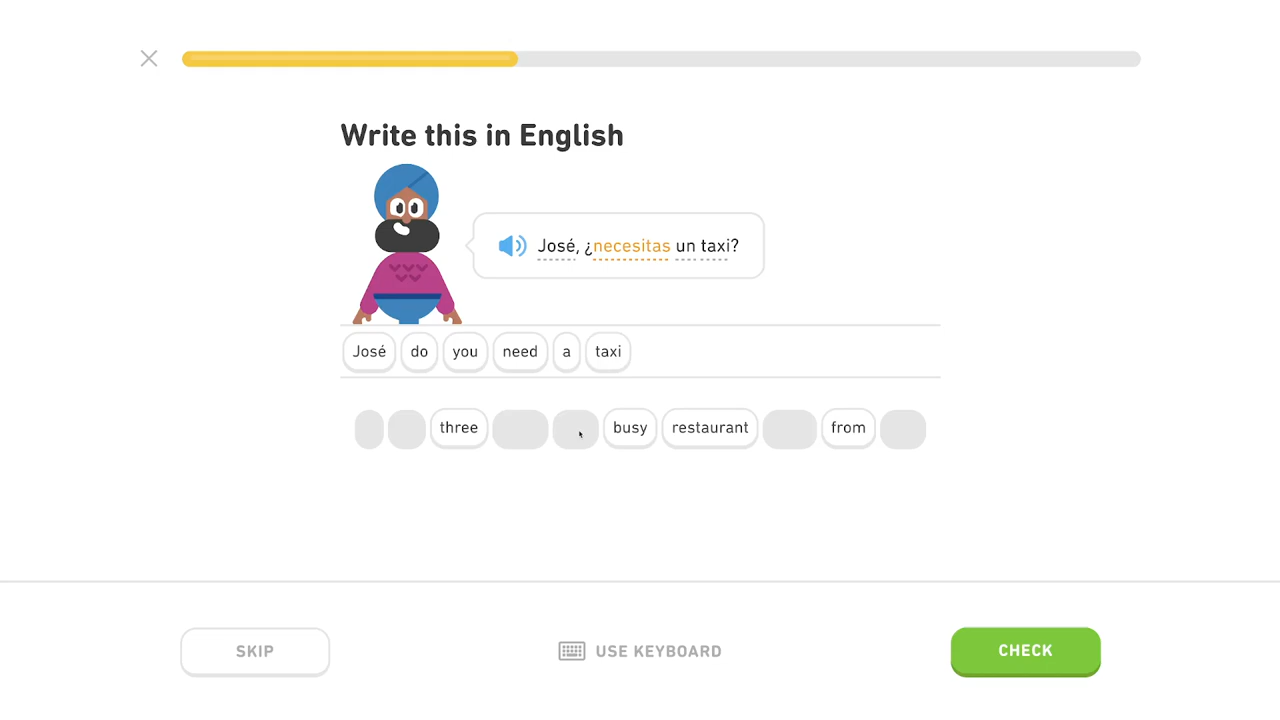 Write this in English
José, ¿necesitas un taxi?
José do you need a taxi
three busy restaurant from
SKIP USE KEYBOARD CHECK